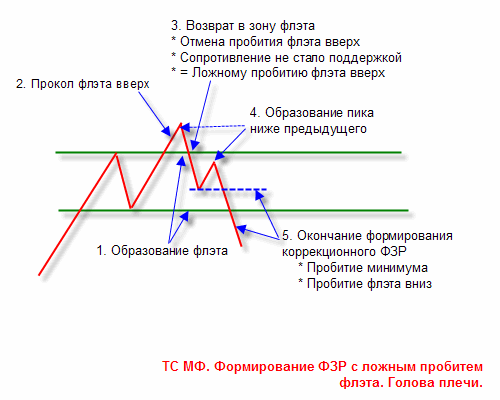 3. Возврат в зону флэта
* Отмена пробития флэта вверх
* Сопротивление не стало поддержкой
* = Ложному пробитию флэта вверх
2. Прокол флэта вверх
4. Образование пика
ниже предыдущего
1. Образование флэта
5. Окончание формирования
коррекционного ФЗР
* Пробитие минимума
* Пробитие флэта вниз
ТС МФ. Формирование ФЗР с ложным пробитем
флэта. Голова плечи.